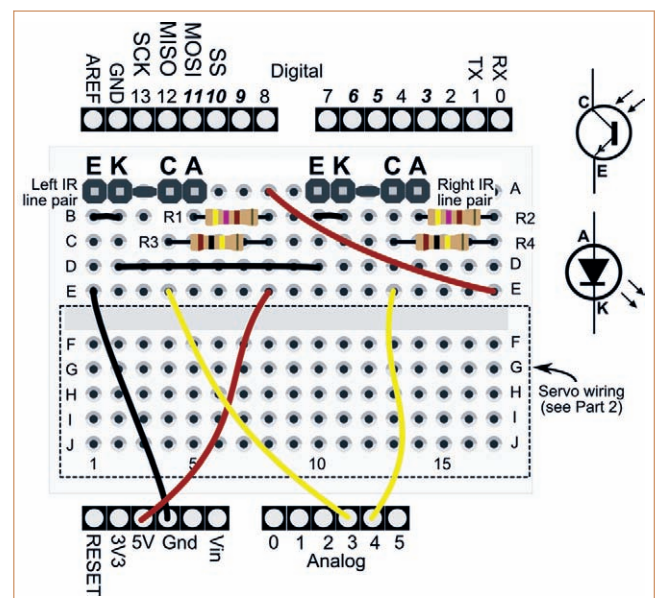 AREF GND SCK 13 MISO 12 MOSI 11 SS 10 9 8
Digital
7 6 5 4 3 2 TX 1 RX 0
C
E
A
K
E K C A
E K C A
Left IR
line pair
Right IR
line pair
A
B R1 R2
C R3 R4
D D
E E
F F
G G
H H
I I
J J
1 5 10 15
Servo wiring
(see Part 2)
RESET 3V3 5V Gnd Vin
0 1 2 3 4 5
Analog